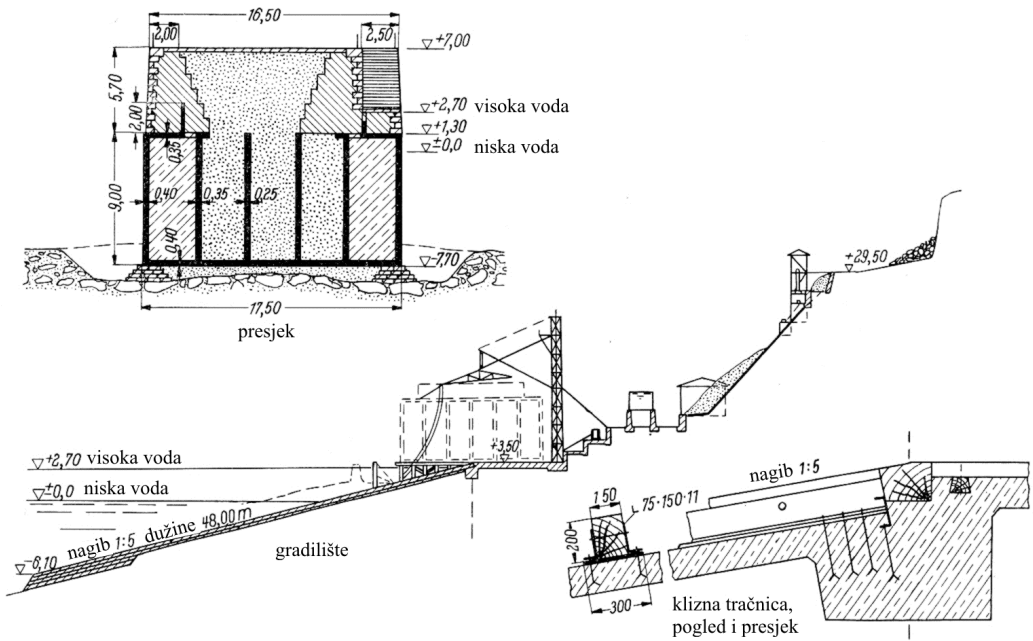 16,50
2,00
2,50
+7,00
5,70
2,00
+2,70 visoka voda
+1,30
±0,0 niska voda
0,35
9,00
0,40
0,35
0,25
0,40
-7,70
17,50
presjek
+29,50
+3,50
+2,70 visoka voda
±0,0 niska voda
nagib 1:5 dužine 48,00 m
-6,10
gradilište
nagib 1:5
150
L 75·150·11
200
300
klizna tračnica,
pogled i presjek